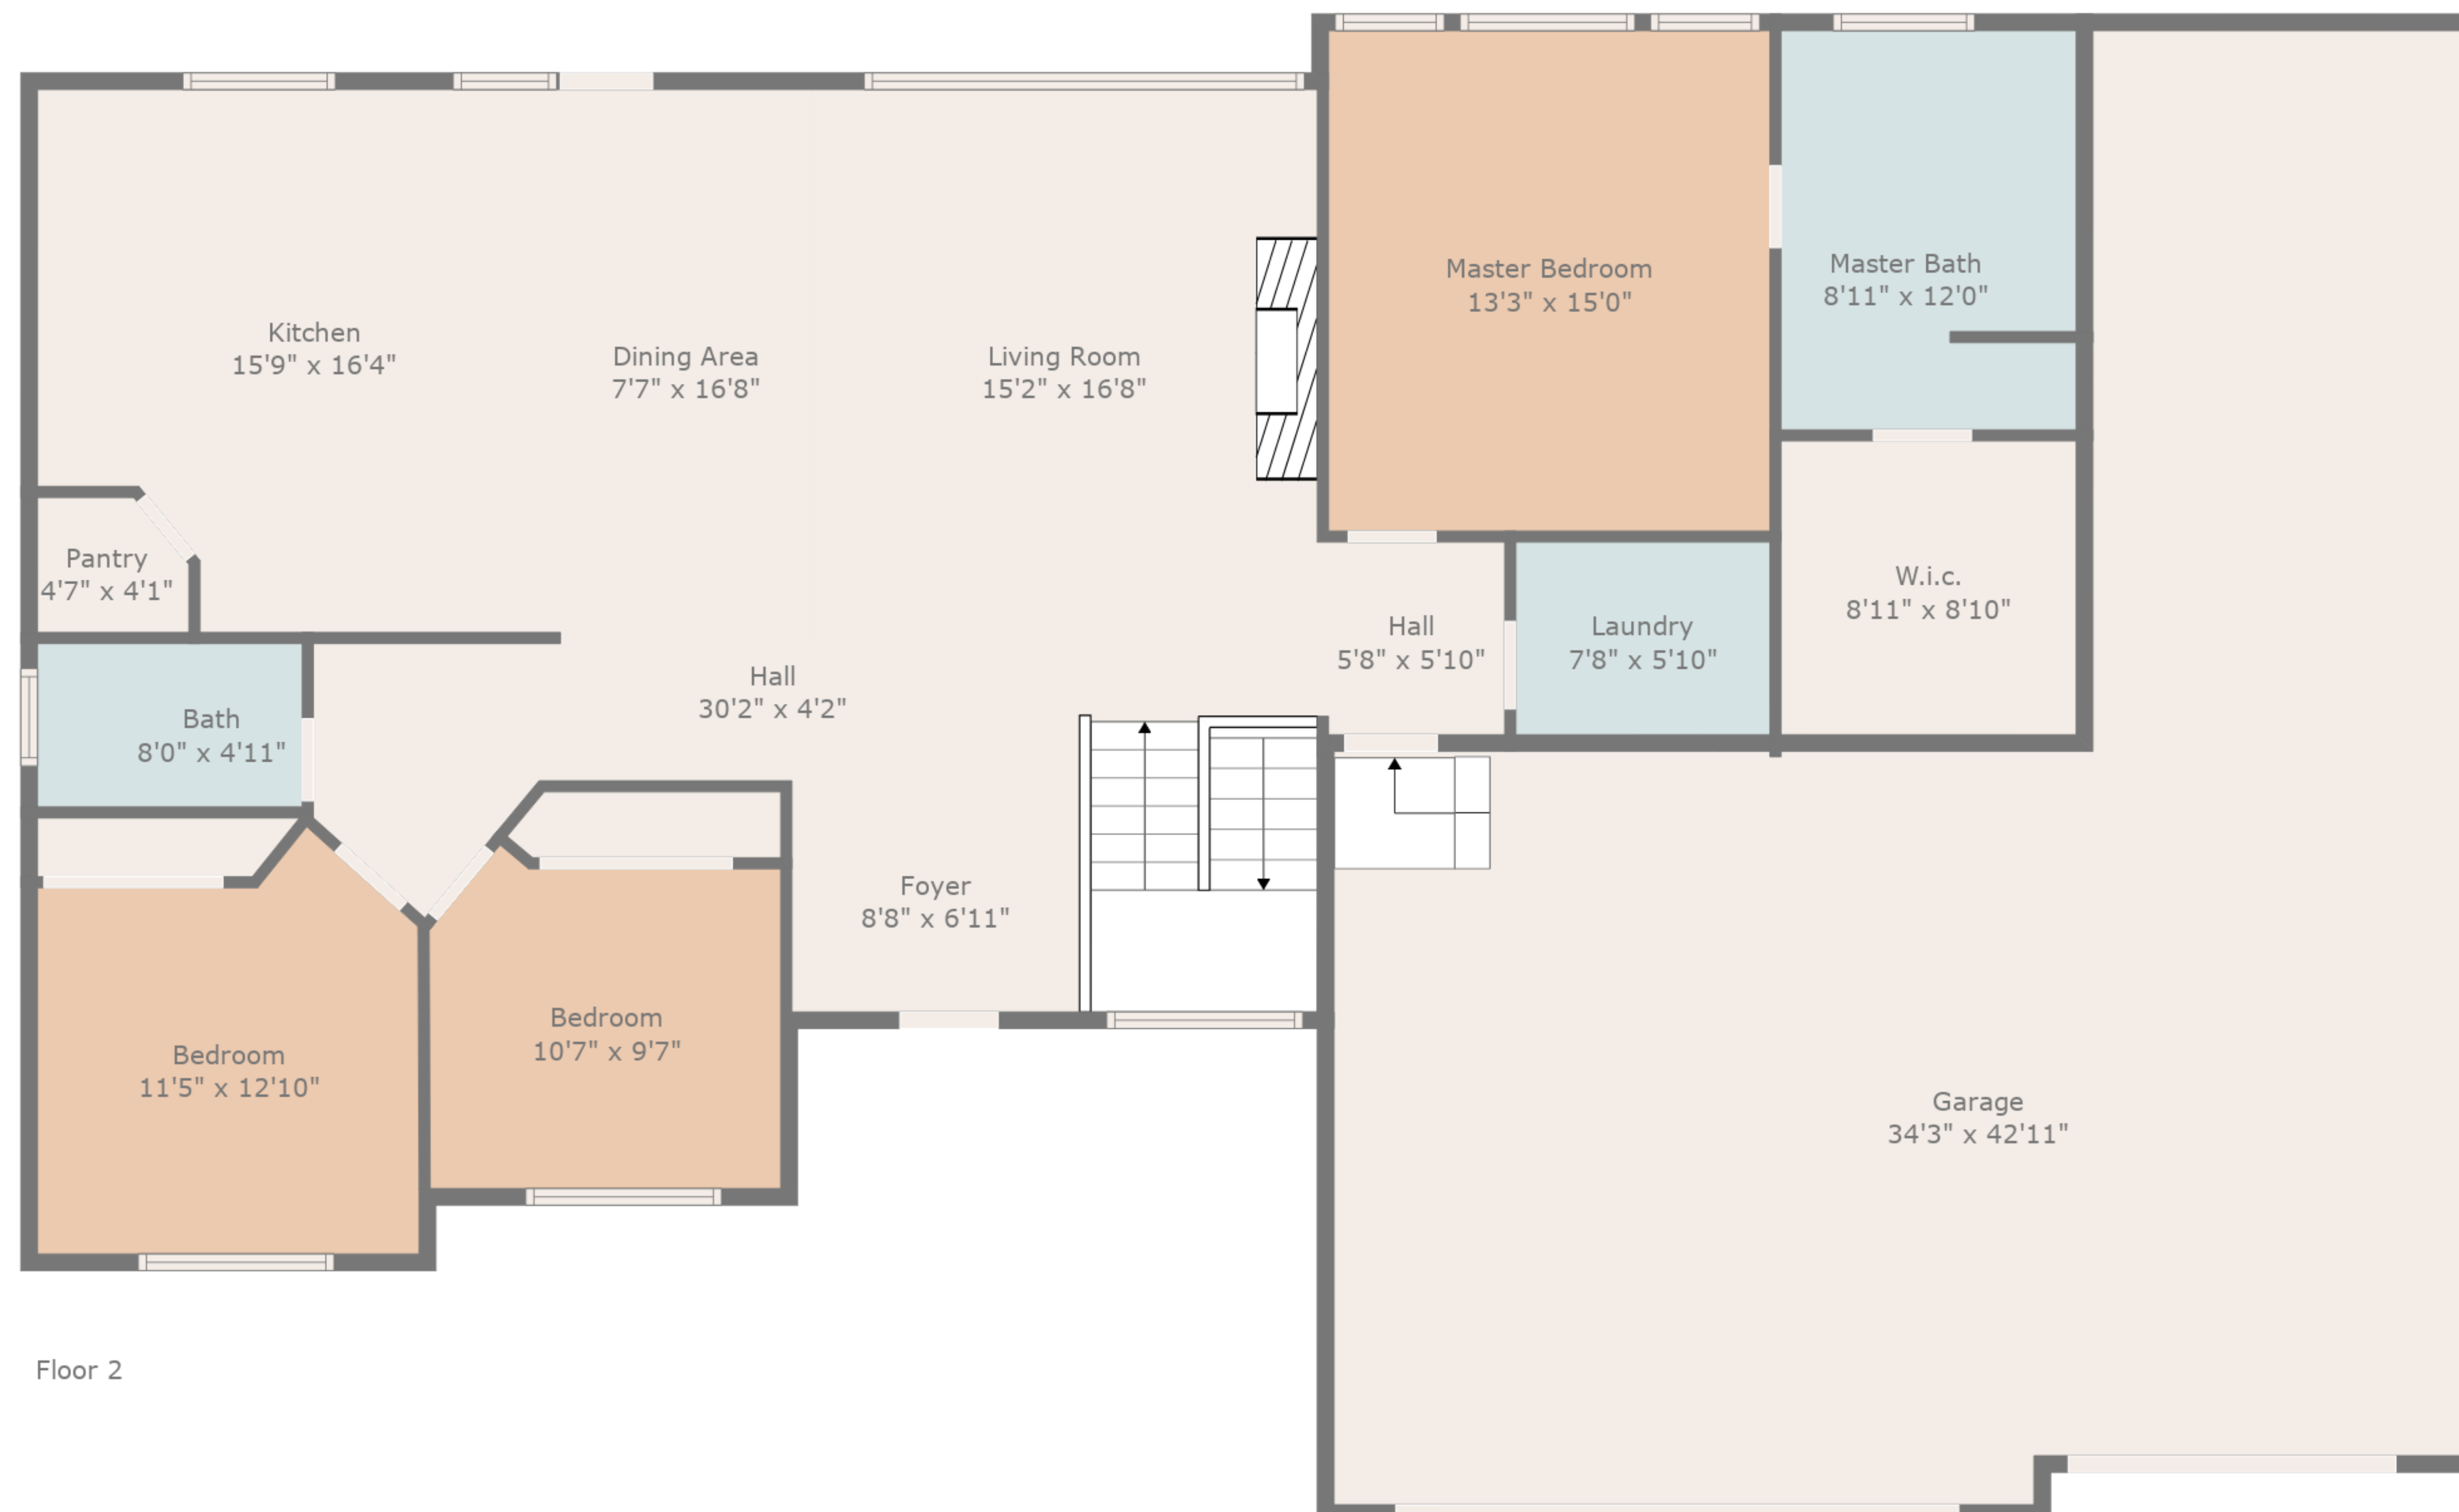 Master Bedroom
13'3" x 15'0"
Master Bath
8'11" x 12'0"
Kitchen
15'9" x 16'4"
Dining Area
7'7" x 16'8"
Living Room
15'2" x 16'8"
Pantry
4'7" x 4'1"
W.i.c.
8'11" x 8'10"
Hall
5'8" x 5'10"
Laundry
7'8" x 5'10"
Hall
30'2" x 4'2"
Bath
8'0" x 4'11"
Foyer
8'8" x 6'11"
Bedroom
10'7" x 9'7"
Bedroom
11'5" x 12'10"
Garage
34'3" x 42'11"
Floor 2